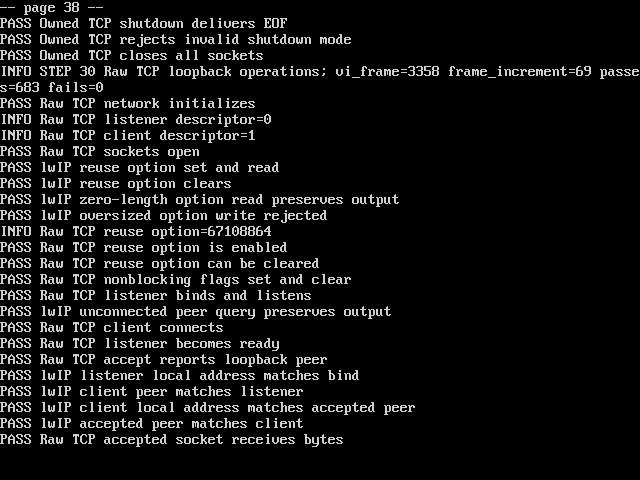 -- page 38 --
PASS Owned TCP shutdown delivers EOF
PASS Owned TCP rejects invalid shutdown mode
PASS Owned TCP closes all sockets
INFO STEP 30 Raw TCP loopback operations; vi_frame=3358 frame_increment=69 passe
s=683 fails=0
PASS Raw TCP network initializes
INFO Raw TCP listener descriptor=0
INFO Raw TCP client descriptor=1
PASS Raw TCP sockets open
PASS lwIP reuse option set and read
PASS lwIP reuse option clears
PASS lwIP zero-length option read preserves output
PASS lwIP oversized option write rejected
INFO Raw TCP reuse option=67108864
PASS Raw TCP reuse option is enabled
PASS Raw TCP reuse option can be cleared
PASS Raw TCP nonblocking flags set and clear
PASS Raw TCP listener binds and listens
PASS lwIP unconnected peer query preserves output
PASS Raw TCP client connects
PASS Raw TCP listener becomes ready
PASS Raw TCP accept reports loopback peer
PASS lwIP listener local address matches bind
PASS lwIP client peer matches listener
PASS lwIP client local address matches accepted peer
PASS lwIP accepted peer matches client
PASS Raw TCP accepted socket receives bytes